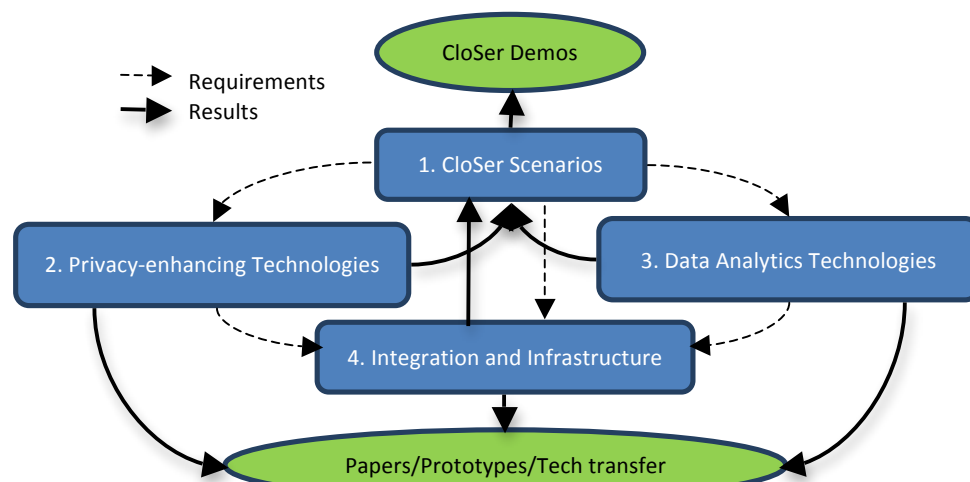 CloSer Demos
Requirements
Results
1. CloSer Scenarios
2. Privacy-enhancing Technologies
3. Data Analytics Technologies
4. Integration and Infrastructure
Papers/Prototypes/Tech transfer